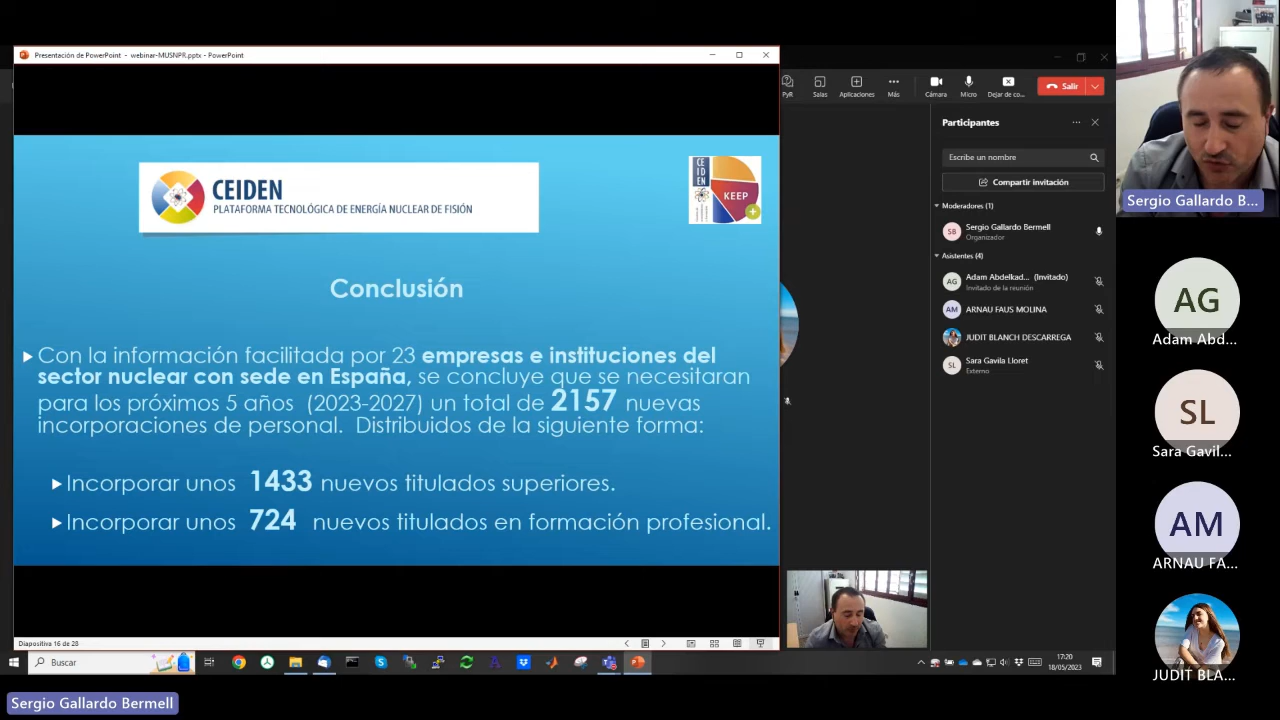 Presentación de PowerPoint - webinar-MUSNPR.pptx - PowerPoint
CEIDEN
PLATAFORMA TECNOLÓGICA DE ENERGÍA NUCLEAR DE FISIÓN
CEIDEN
KEEP
Conclusión
Con la información facilitada por 23 empresas e instituciones del
sector nuclear con sede en España, se concluye que se necesitaran
para los próximos 5 años (2023-2027) un total de 2157 nuevas
incorporaciones de personal. Distribuidos de la siguiente forma:
Incorporar unos 1433 nuevos titulados superiores.
Incorporar unos 724 nuevos titulados en formación profesional.
Diapositiva 16 de 28
PyR
Salas
Aplicaciones
Más
Cámara
Micro
Dejar de co...
Salir
Participantes
Escribe un nombre
Compartir invitación
Moderadores (1)
SB
Sergio Gallardo Bermell
Organizador
Asistentes (4)
AG
Adam Abdelkad... (Invitado)
Invitado de la reunión
AM
ARNAU FAUS MOLINA
JUDIT BLANCH DESCARREGA
SL
Sara Gavila Lloret
Externo
Sergio Gallardo B...
AG
Adam Abd...
SL
Sara Gavil...
AM
ARNAU FA...
JUDIT BLA...
Buscar
17:20
18/05/2023
Sergio Gallardo Bermell